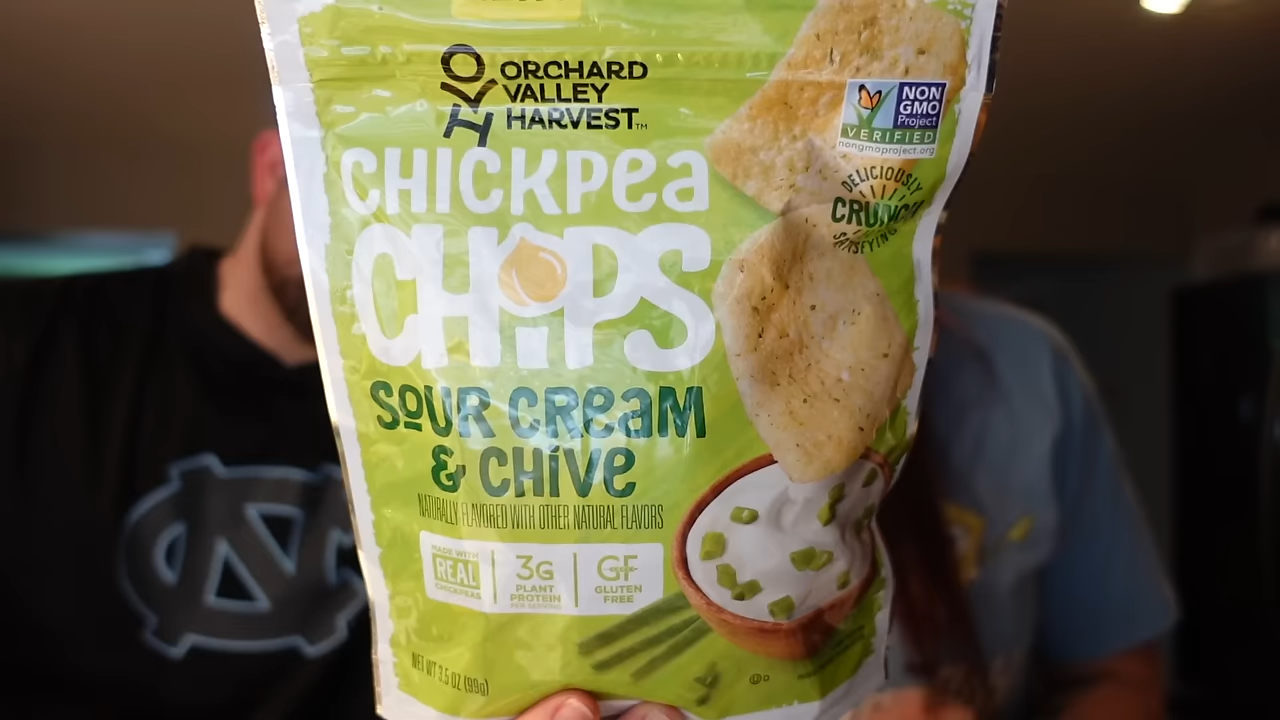 ORCHARD
VALLEY
HARVEST™
CHICKPEA
CHIPS
SOUR CREAM
& CHIVE
NATURALLY FLAVORED WITH OTHER NATURAL FLAVORS
MADE WITH
REAL
CHICKPEAS
3G
PLANT
PROTEIN
PER SERVING
GF
GLUTEN
FREE
NET WT 3.5 OZ (99g)
NON
GMO
Project
VERIFIED
nongmoproject.org
DELICIOUSLY
CRUNCHY
SATISFYING
NC